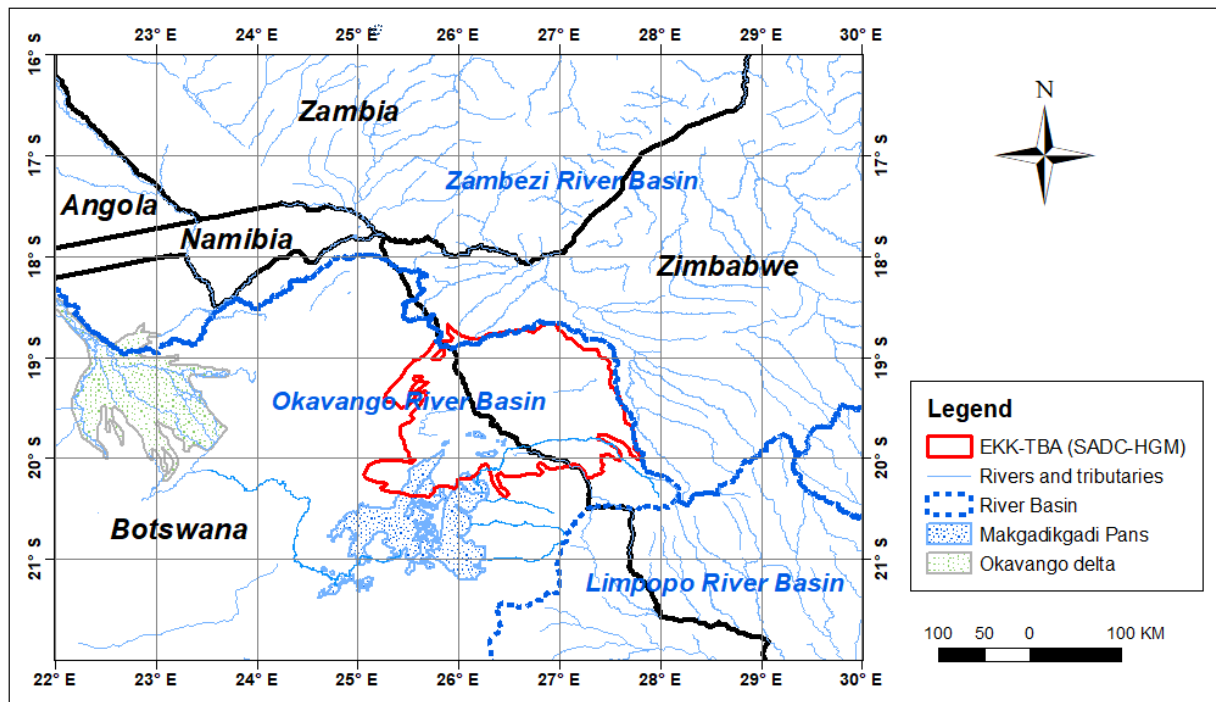 23° E 24° E 25° E 26° E 27° E 28° E 29° E 30° E
16° S 16° S
Zambia
N
17° S 17° S
Zambezi River Basin
Angola
Namibia
18° S 18° S
Zimbabwe
19° S 19° S
Okavango River Basin
Legend
EKK-TBA (SADC-HGM)
20° S 20° S
Rivers and tributaries
River Basin
Botswana
Makgadikgadi Pans
21° S 21° S
Okavango delta
Limpopo River Basin
100 50 0 100 KM
22° E 23° E 24° E 25° E 26° E 27° E 28° E 29° E 30° E